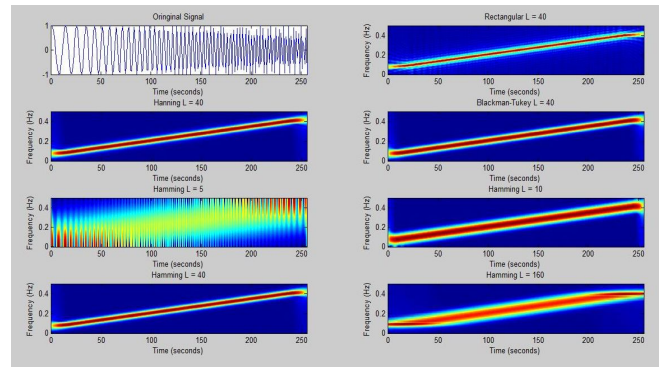 Oringinal Signal
1
0
-1
0 50 100 150 200 250
Time (seconds)
Rectangular L = 40
Frequency (Hz)
0.4
0.2
0
0 50 100 150 200 250
Time (seconds)
Hanning L = 40
Frequency (Hz)
0.4
0.2
0
0 50 100 150 200 250
Time (seconds)
Blackman-Tukey L = 40
Frequency (Hz)
0.4
0.2
0
0 50 100 150 200 250
Time (seconds)
Hamming L = 5
Frequency (Hz)
0.4
0.2
0
0 50 100 150 200 250
Time (seconds)
Hamming L = 10
Frequency (Hz)
0.4
0.2
0
0 50 100 150 200 250
Time (seconds)
Hamming L = 40
Frequency (Hz)
0.4
0.2
0
0 50 100 150 200 250
Time (seconds)
Hamming L = 160
Frequency (Hz)
0.4
0.2
0
0 50 100 150 200 250
Time (seconds)